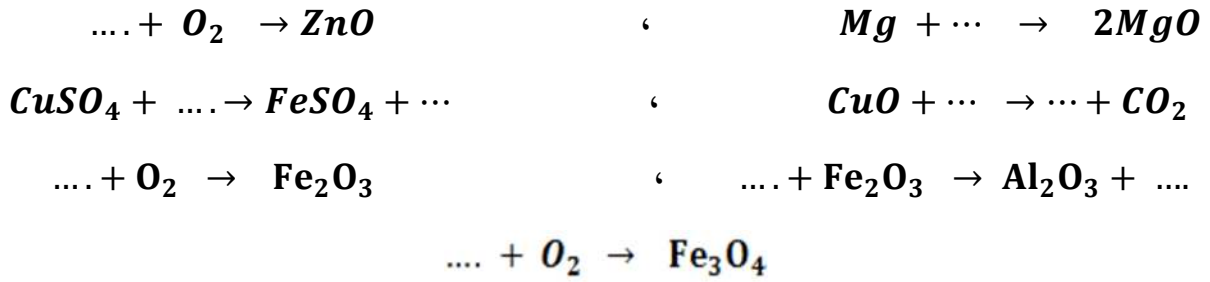 .... + O₂ → ZnO ، Mg + ⋯ → 2MgO
CuSO₄ + .... → FeSO₄ + ⋯ ، CuO + ⋯ → ⋯ + CO₂
.... + O₂ → Fe₂O₃ ، .... + Fe₂O₃ → Al₂O₃ + ....
.... + O₂ → Fe₃O₄